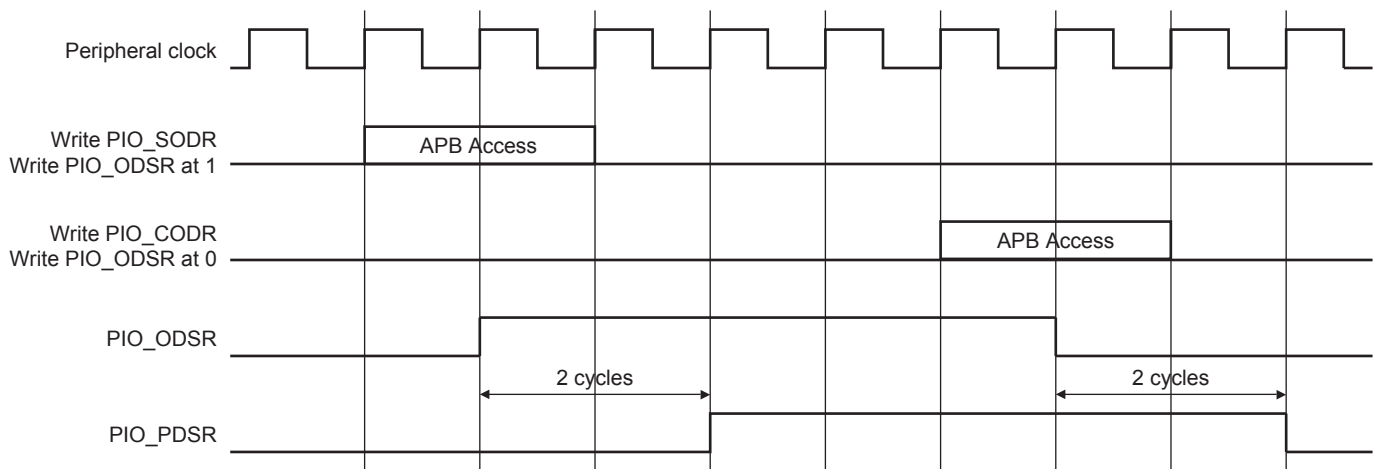 Peripheral clock
Write PIO_SODR
Write PIO_ODSR at 1
APB Access
Write PIO_CODR
Write PIO_ODSR at 0
APB Access
PIO_ODSR
2 cycles
2 cycles
PIO_PDSR